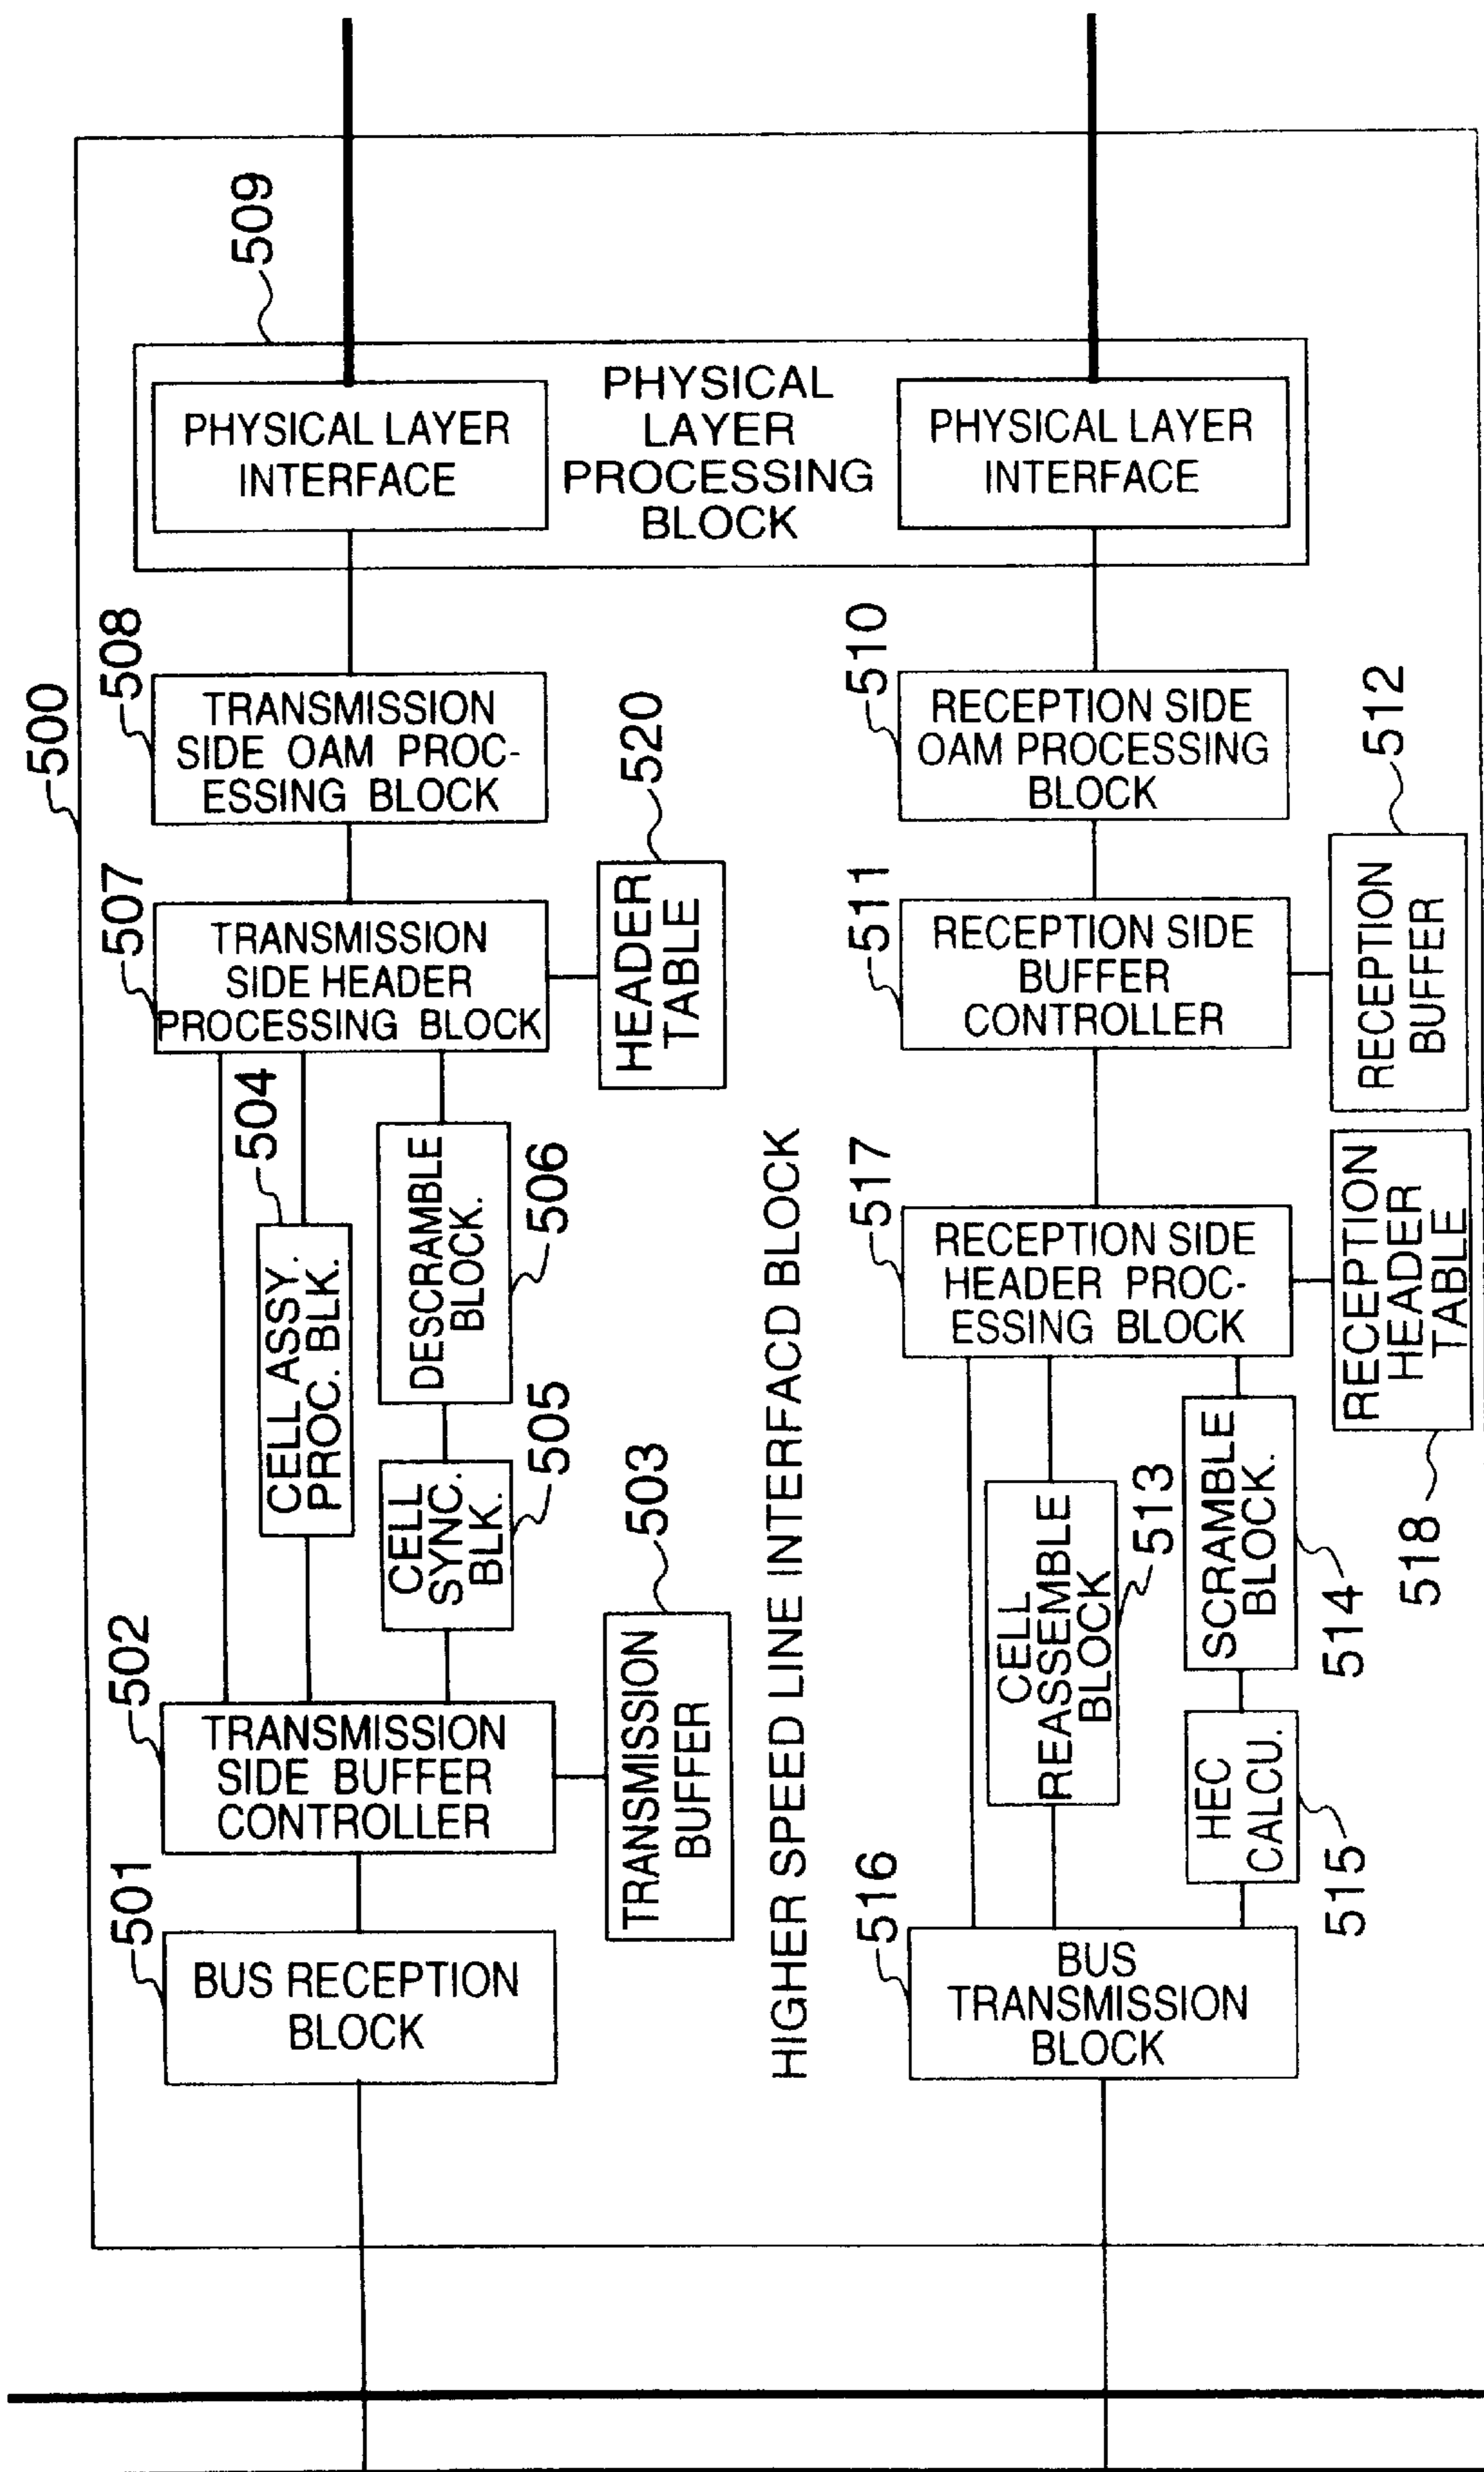 500
509
PHYSICAL LAYER
INTERFACE
PHYSICAL
LAYER
PROCESSING
BLOCK
PHYSICAL LAYER
INTERFACE
508
TRANSMISSION
SIDE OAM PROC-
ESSING BLOCK
510
RECEPTION SIDE
OAM PROCESSING
BLOCK
507
TRANSMISSION
SIDE HEADER
PROCESSING BLOCK
520
HEADER
TABLE
511
RECEPTION SIDE
BUFFER
CONTROLLER
512
RECEPTION
BUFFER
504
CELL ASSY.
PROC. BLK.
506
DESCRAMBLE
BLOCK.
505
CELL
SYNC.
BLK.
503
TRANSMISSION
BUFFER
502
TRANSMISSION
SIDE BUFFER
CONTROLLER
501
BUS RECEPTION
BLOCK
HIGHER SPEED LINE INTERFACD BLOCK
517
RECEPTION SIDE
HEADER PROC-
ESSING BLOCK
RECEPTION
HEADER
TABLE
518
513
CELL
REASSEMBLE
BLOCK
SCRAMBLE
BLOCK.
514
HEC
CALCU.
515
516
BUS
TRANSMISSION
BLOCK